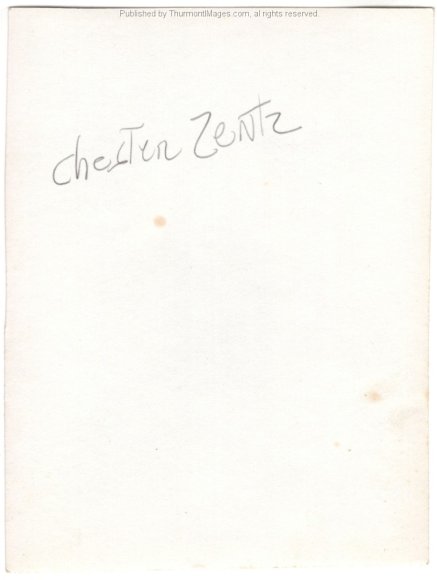 Published by ThurmontImages.com, all rights reserved.
Chester Zentz